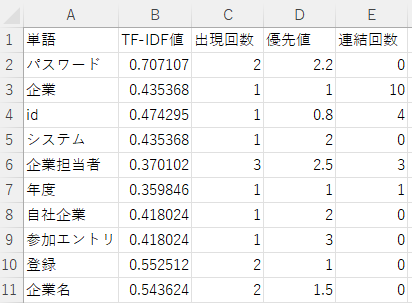 A B C D E
1 単語 TF-IDF値 出現回数 優先値 連結回数
2 パスワード 0.707107 2 2.2 0
3 企業 0.435368 1 1 10
4 id 0.474295 1 0.8 4
5 システム 0.435368 1 2 0
6 企業担当者 0.370102 3 2.5 3
7 年度 0.359846 1 1 1
8 自社企業 0.418024 1 2 0
9 参加エントリ 0.418024 1 3 0
10 登録 0.552512 2 1 0
11 企業名 0.543624 2 1.5 0